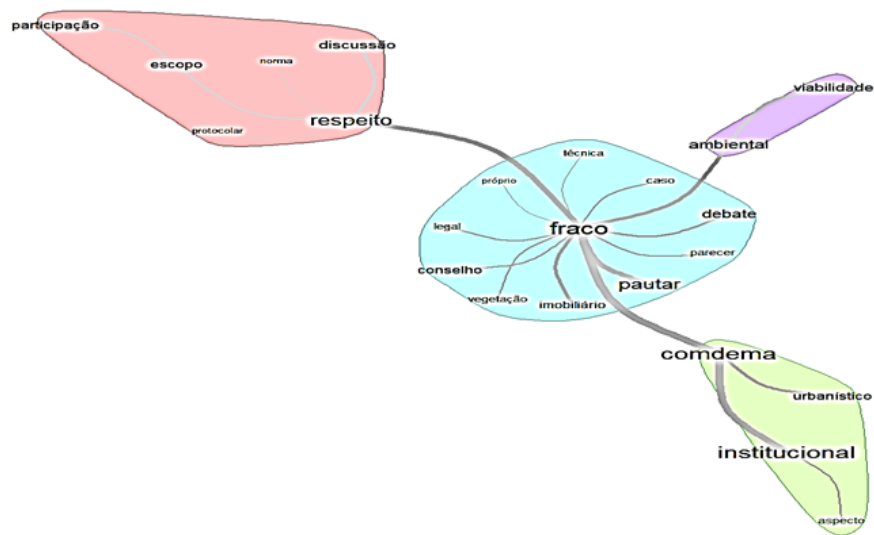 participação
discussão
escopo
norma
respeito
protocolar
viabilidade
ambiental
técnica
próprio
caso
debate
legal
fraco
parecer
conselho
pautar
vegetação
imobiliário
comdema
urbanístico
institucional
aspecto